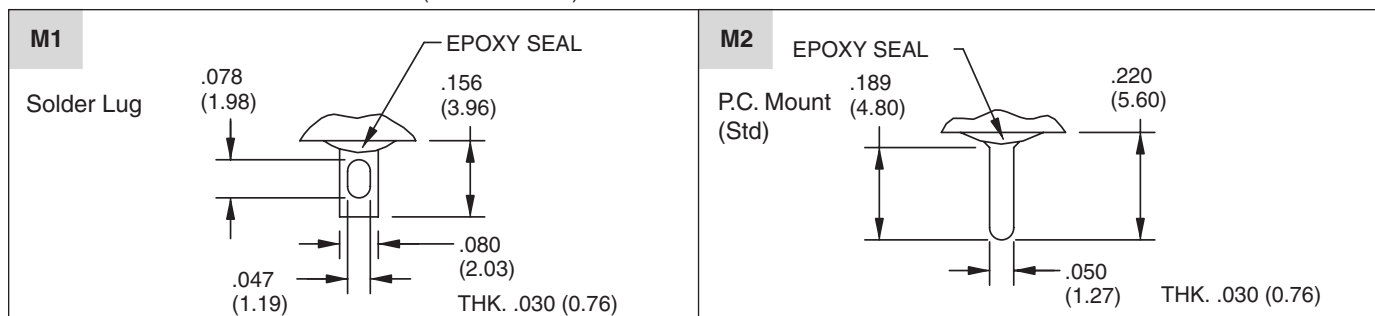 M1
EPOXY SEAL
Solder Lug
.078
(1.98)
.156
(3.96)
.080
(2.03)
.047
(1.19)
THK. .030 (0.76)
M2
EPOXY SEAL
P.C. Mount
(Std)
.189
(4.80)
.220
(5.60)
.050
(1.27)
THK. .030 (0.76)